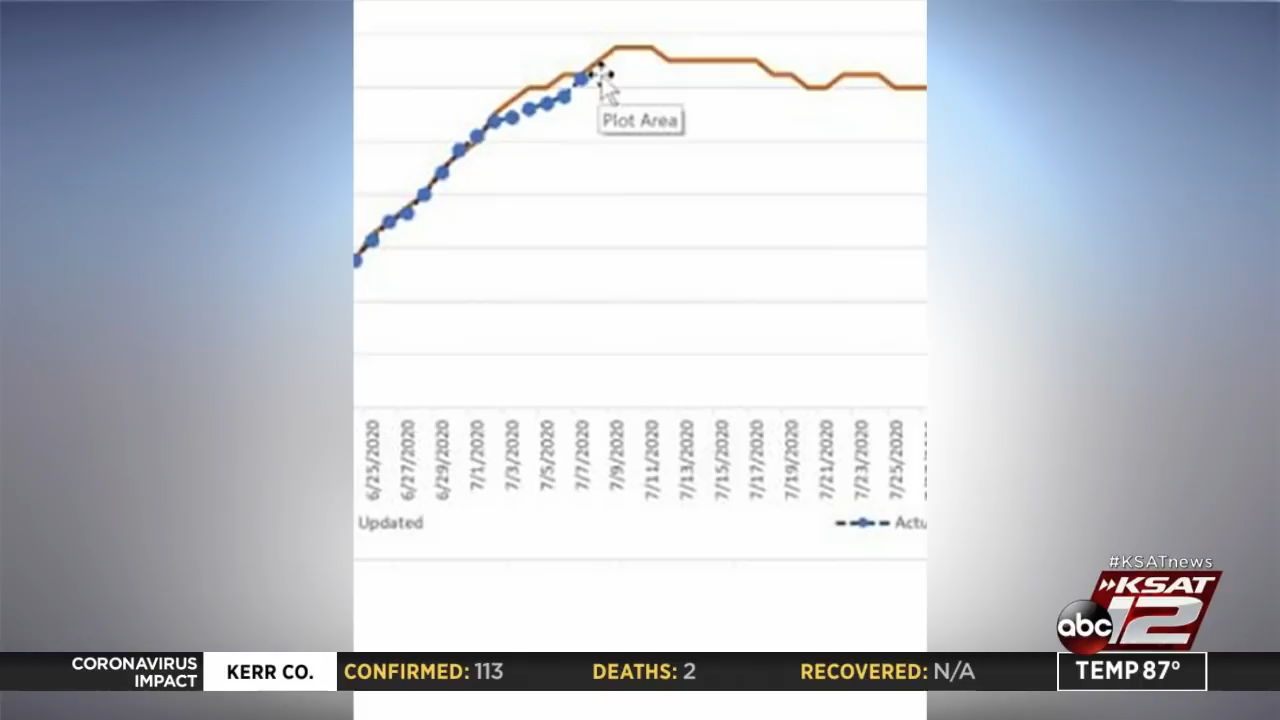 Plot Area
6/25/2020
6/27/2020
6/29/2020
7/1/2020
7/3/2020
7/5/2020
7/7/2020
7/9/2020
7/11/2020
7/13/2020
7/15/2020
7/17/2020
7/19/2020
7/21/2020
7/23/2020
7/25/2020
Updated
Actu
#KSATnews
KSAT
abc 12
CORONAVIRUS
IMPACT
KERR CO. CONFIRMED: 113 DEATHS: 2 RECOVERED: N/A
TEMP 87°